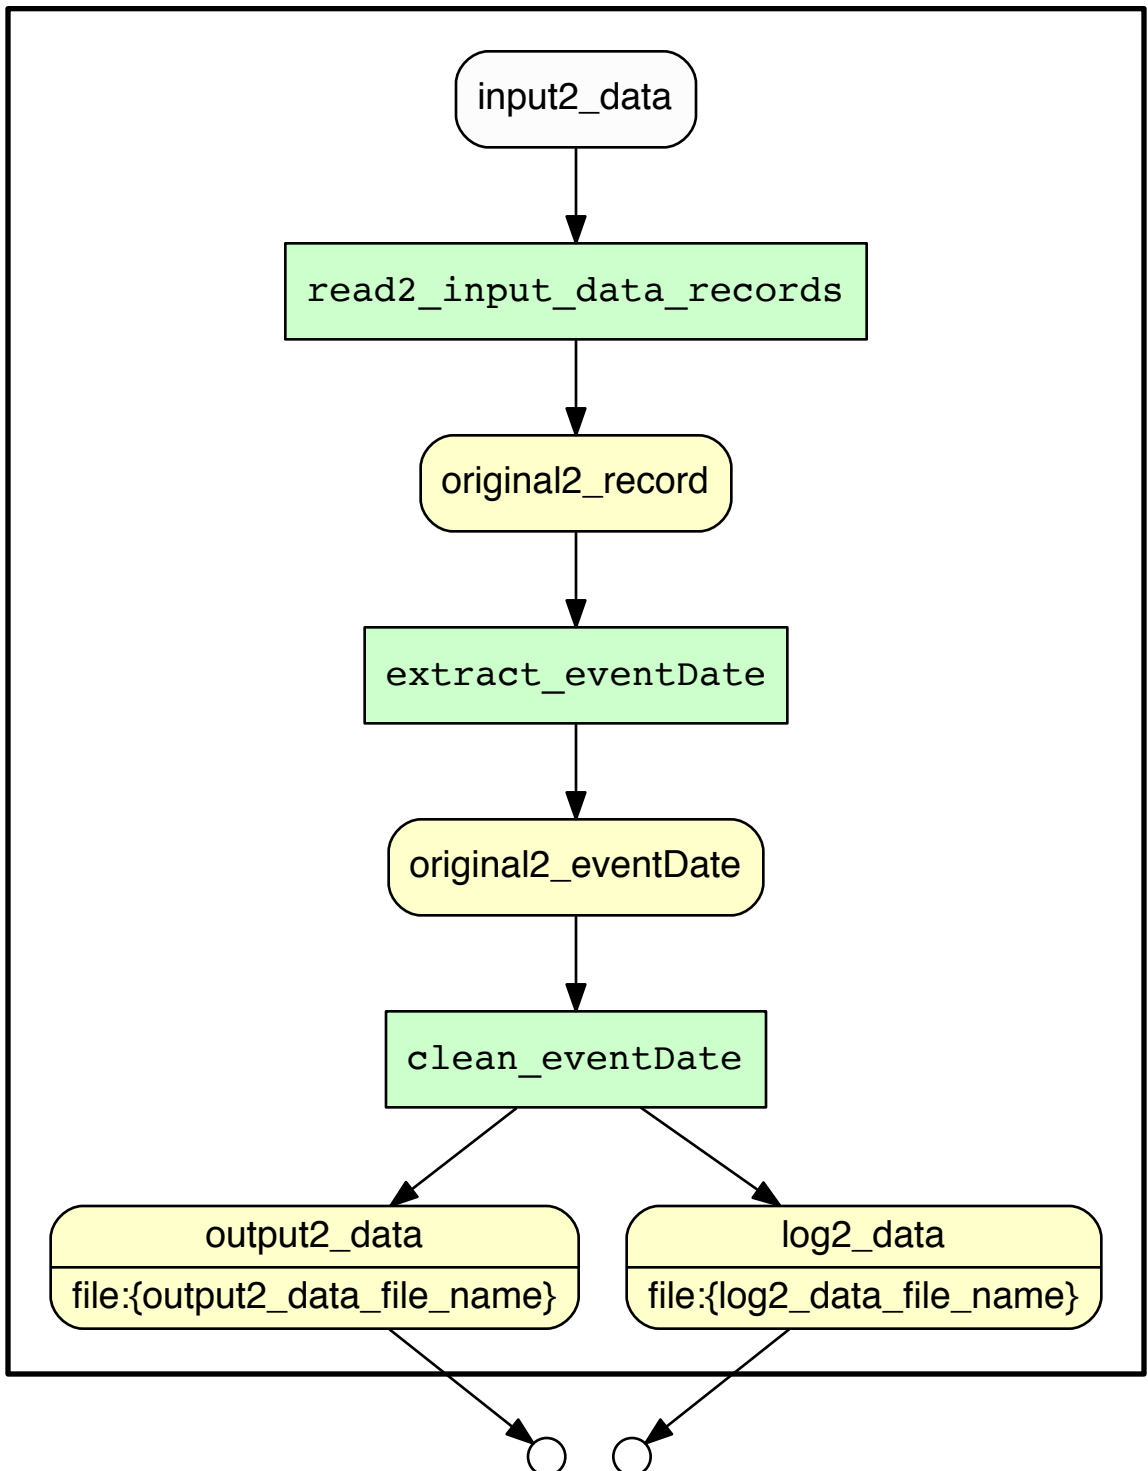 input2_data
read2_input_data_records
original2_record
extract_eventDate
original2_eventDate
clean_eventDate
output2_data
file:{output2_data_file_name}
log2_data
file:{log2_data_file_name}